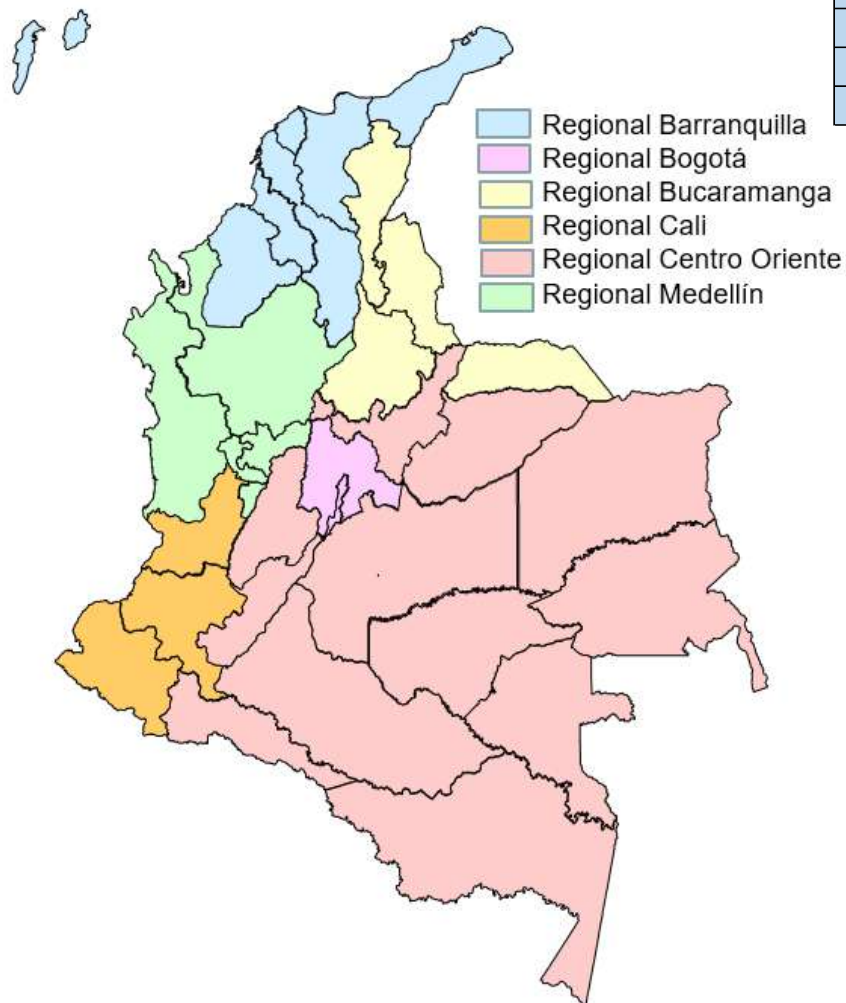 Regional Barranquilla
Regional Bogotá
Regional Bucaramanga
Regional Cali
Regional Centro Oriente
Regional Medellín